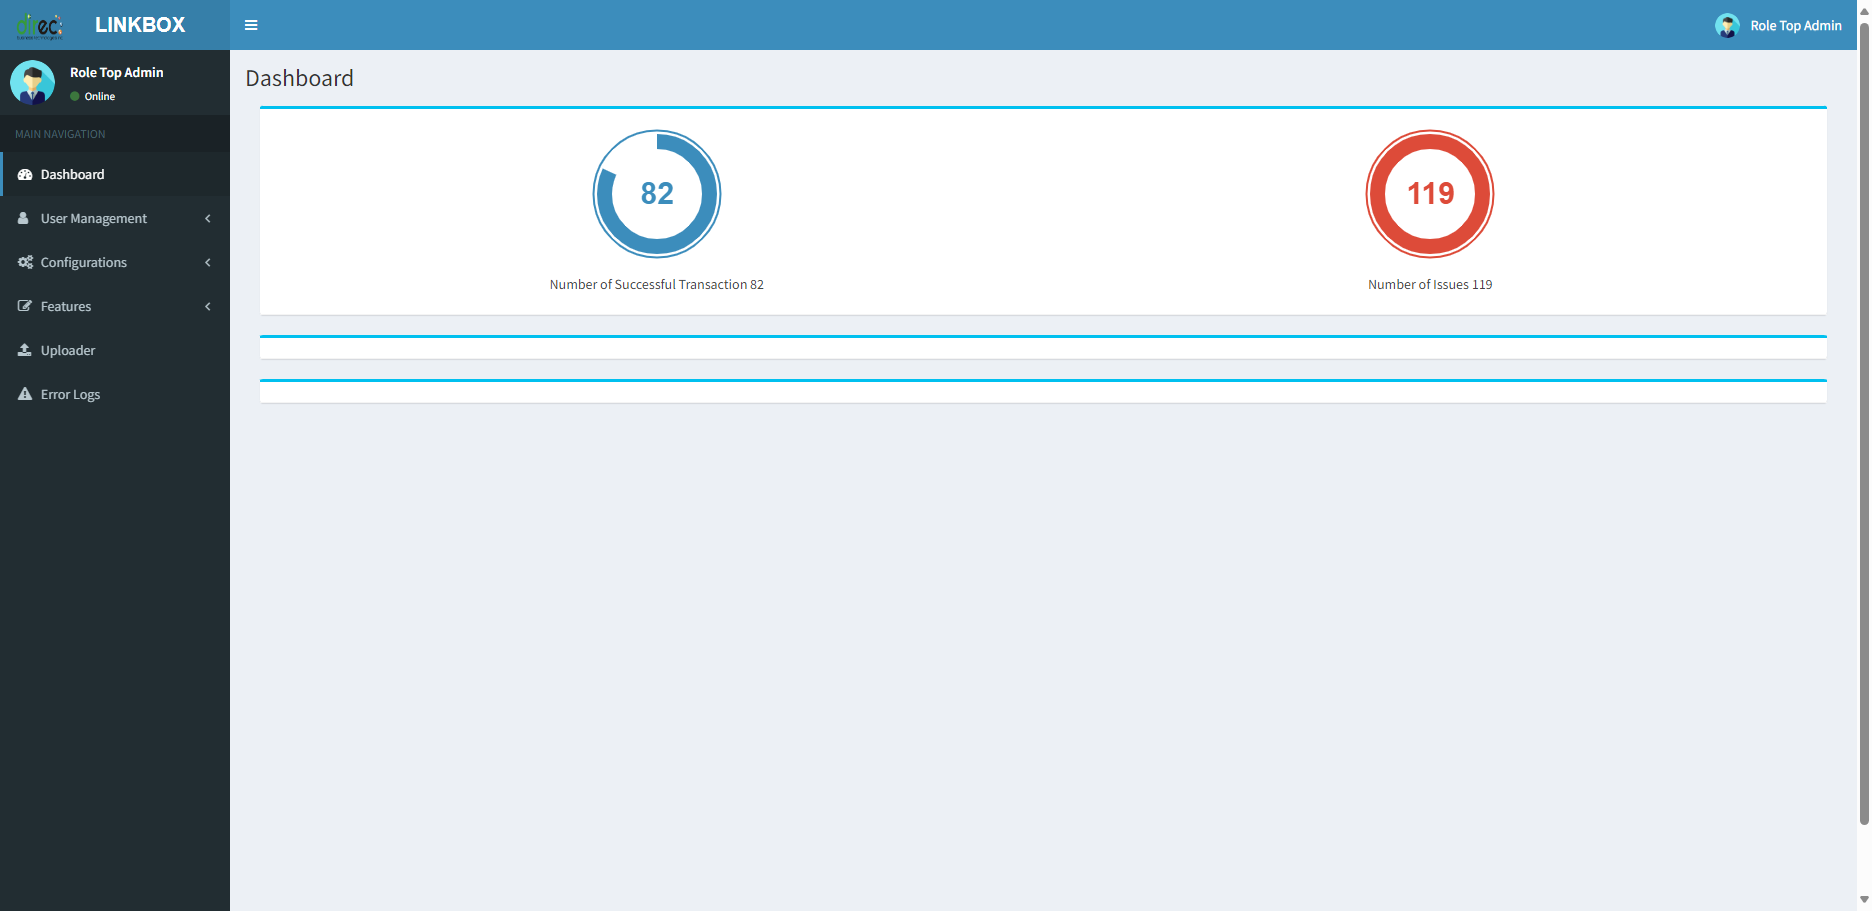 LINKBOX
Role Top Admin
Role Top Admin
Online
MAIN NAVIGATION
Dashboard
User Management
Configurations
Features
Uploader
Error Logs
Dashboard
82
Number of Successful Transaction 82
119
Number of Issues 119